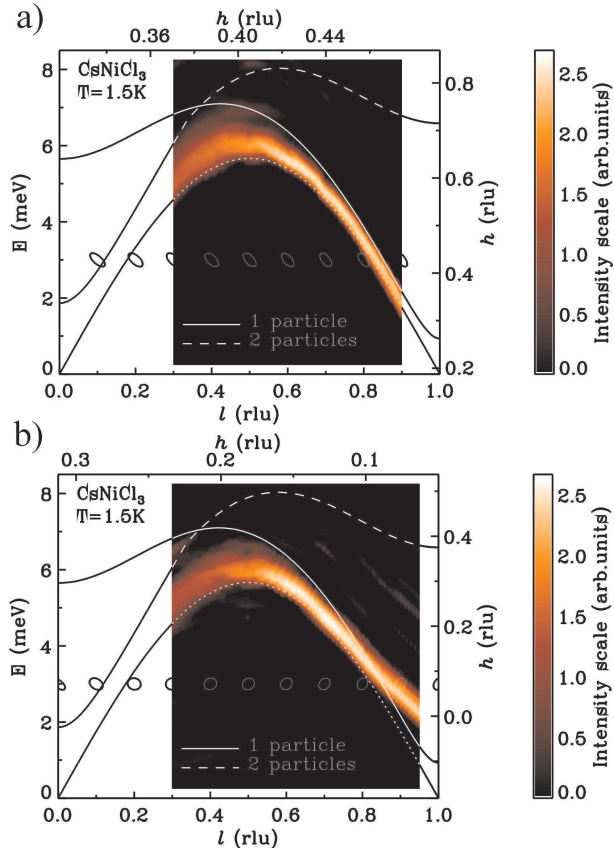 a)
h (rlu)
0.36 0.40 0.44
CsNiCl3
T=1.5K
8
6
4
2
0
E (meV)
0.8
0.6
0.4
0.2
h (rlu)
1 particle
2 particles
0.0 0.2 0.4 0.6 0.8 1.0
l (rlu)
2.5
2.0
1.5
1.0
0.5
0.0
Intensity scale (arb.units)
b)
h (rlu)
0.3 0.2 0.1
CsNiCl3
T=1.5K
8
6
4
2
0
E (meV)
0.4
0.2
0.0
h (rlu)
1 particle
2 particles
0.0 0.2 0.4 0.6 0.8 1.0
l (rlu)
2.5
2.0
1.5
1.0
0.5
0.0
Intensity scale (arb.units)